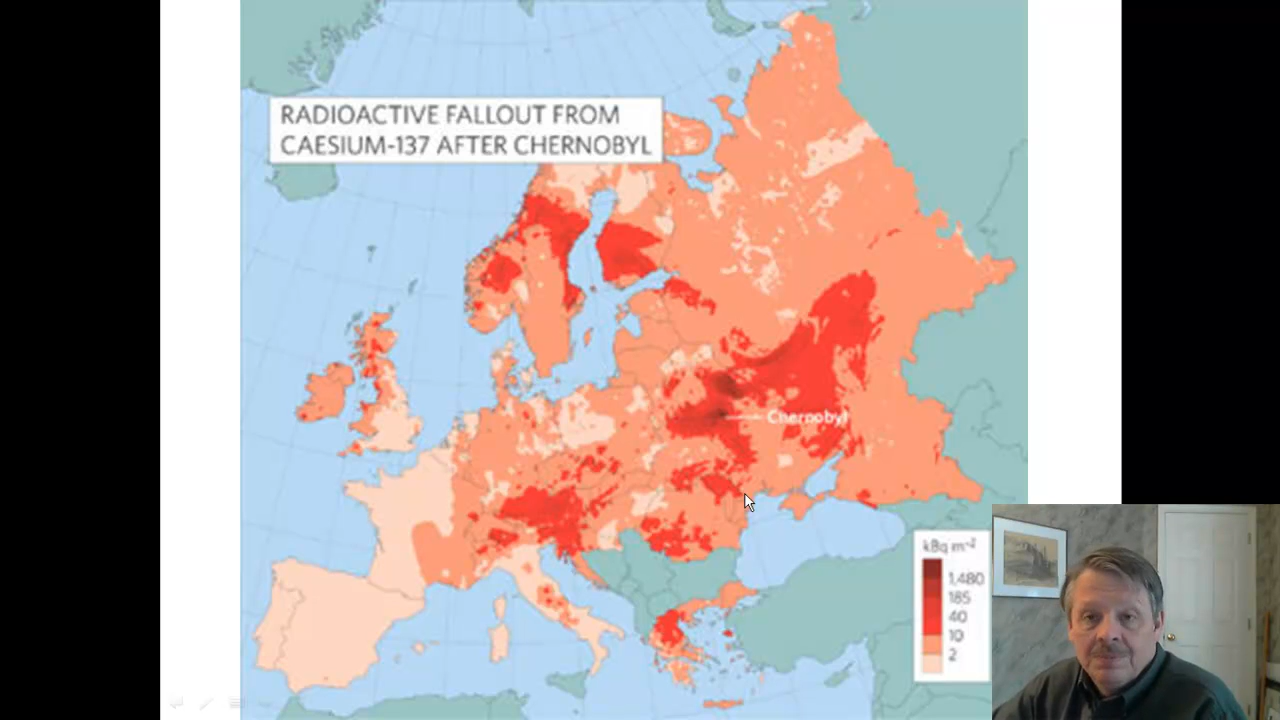 RADIOACTIVE FALLOUT FROM
CAESIUM-137 AFTER CHERNOBYL
Chernobyl
kBq m⁻²
1,480
185
40
10
2